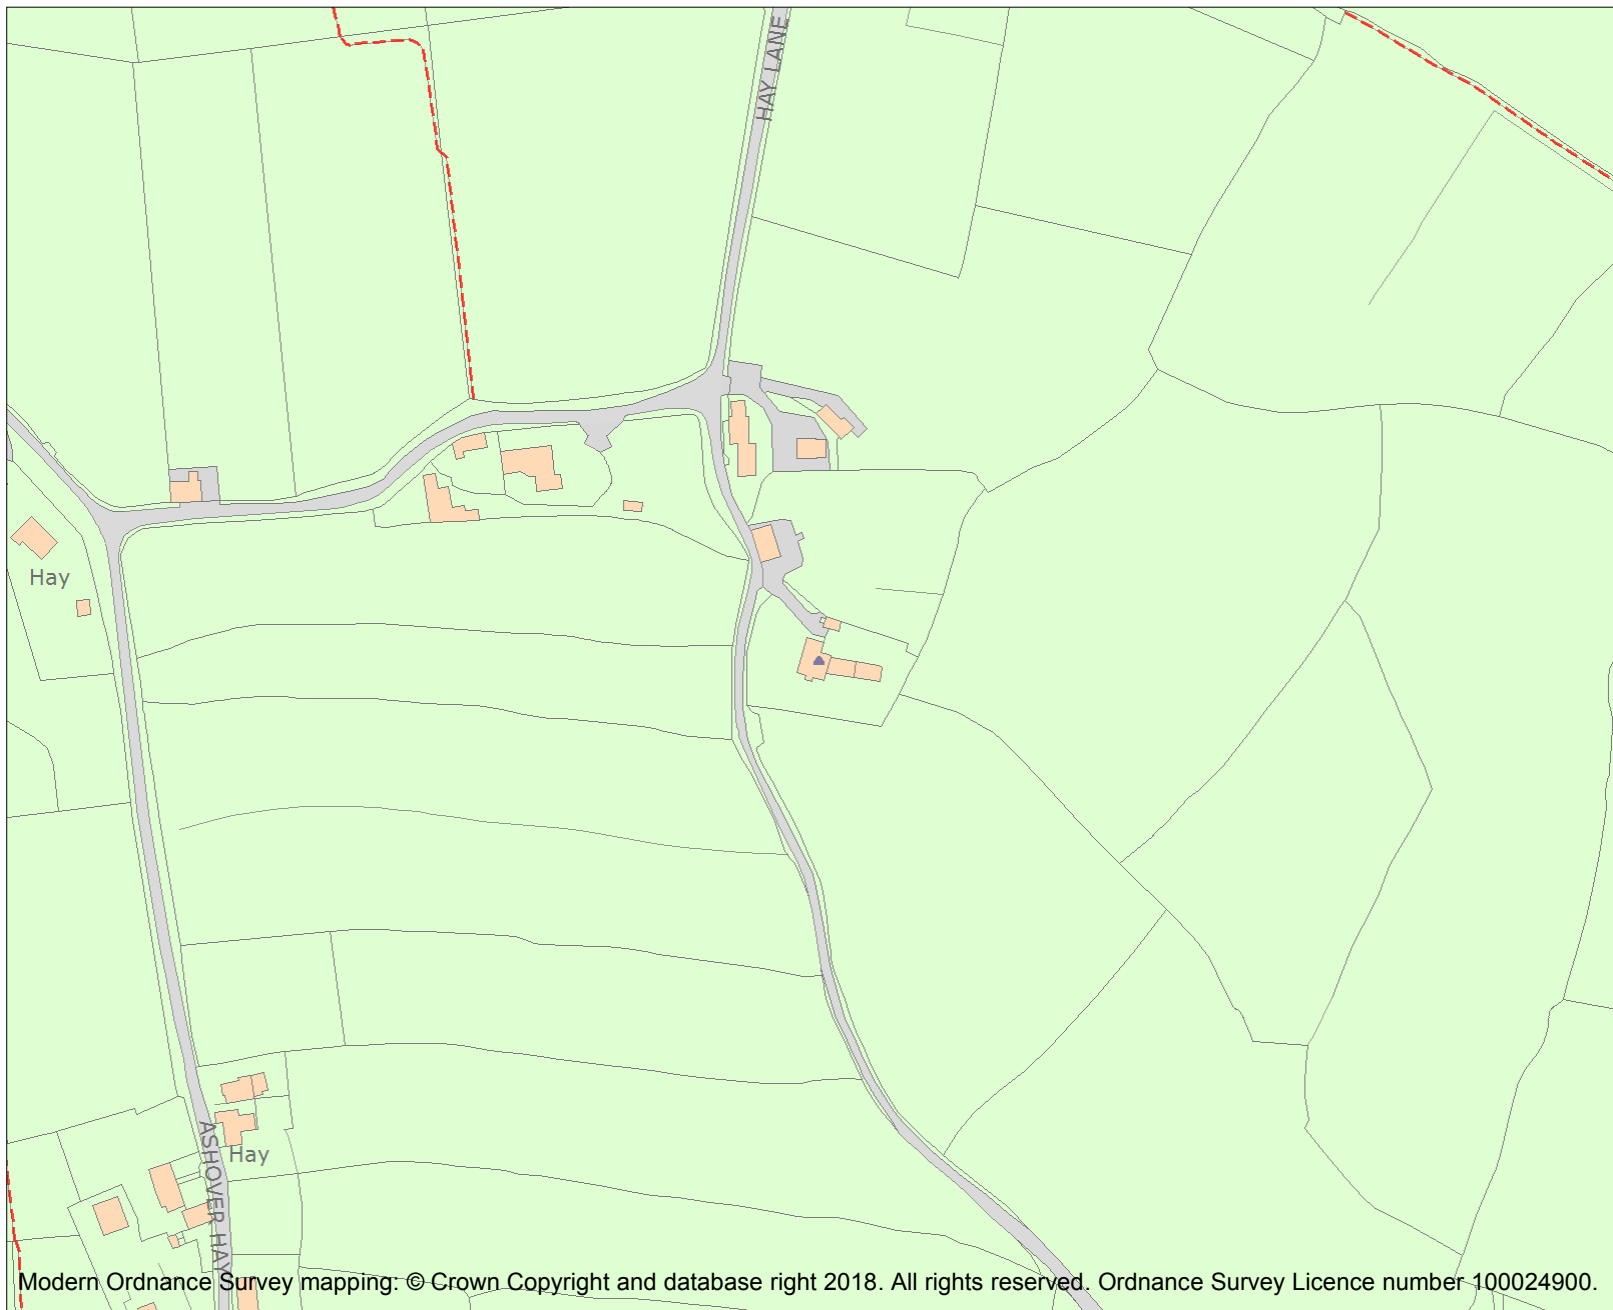 HAY LANE
Hay
ASHOVER HAY
Hay
Modern Ordnance Survey mapping: © Crown Copyright and database right 2018. All rights reserved. Ordnance Survey Licence number 100024900.